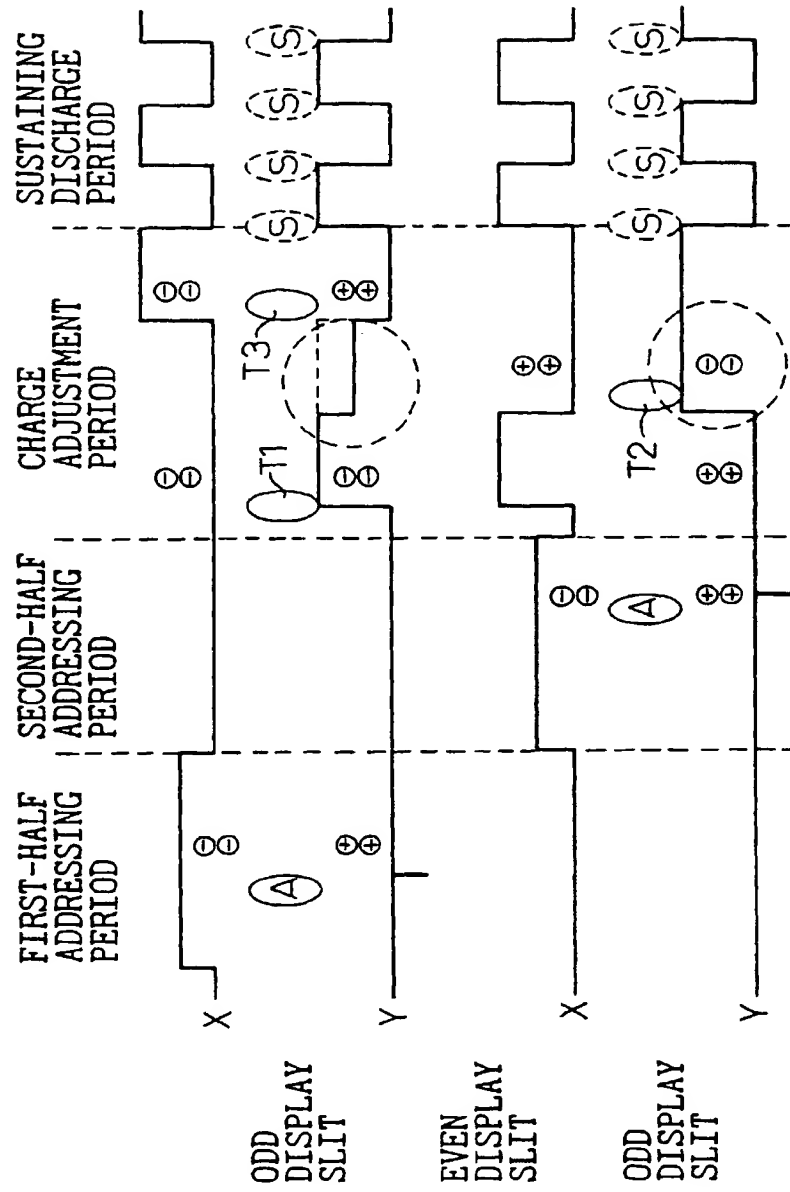 FIRST-HALF
ADDRESSING
PERIOD
SECOND-HALF
ADDRESSING
PERIOD
CHARGE
ADJUSTMENT
PERIOD
SUSTAINING
DISCHARGE
PERIOD
X
⊖⊖ ⊖⊖ ⊖⊖
ODD
DISPLAY
SLIT
A T1 T3 S S S S
Y
⊕⊕ ⊖⊖ ⊕⊕
EVEN
DISPLAY
SLIT
X
⊖⊖ ⊕⊕
ODD
DISPLAY
SLIT
A T2 S S S S
Y
⊕⊕ ⊕⊕ ⊖⊖